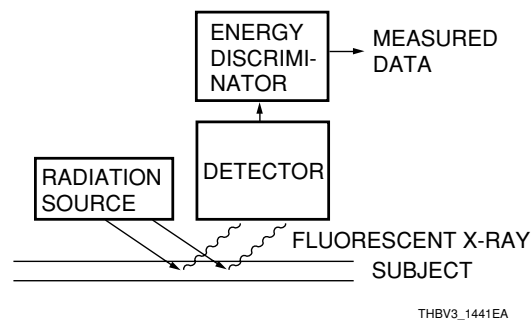 ENERGY
DISCRIMI-
NATOR
MEASURED
DATA
DETECTOR
RADIATION
SOURCE
FLUORESCENT X-RAY
SUBJECT
THBV3_1441EA